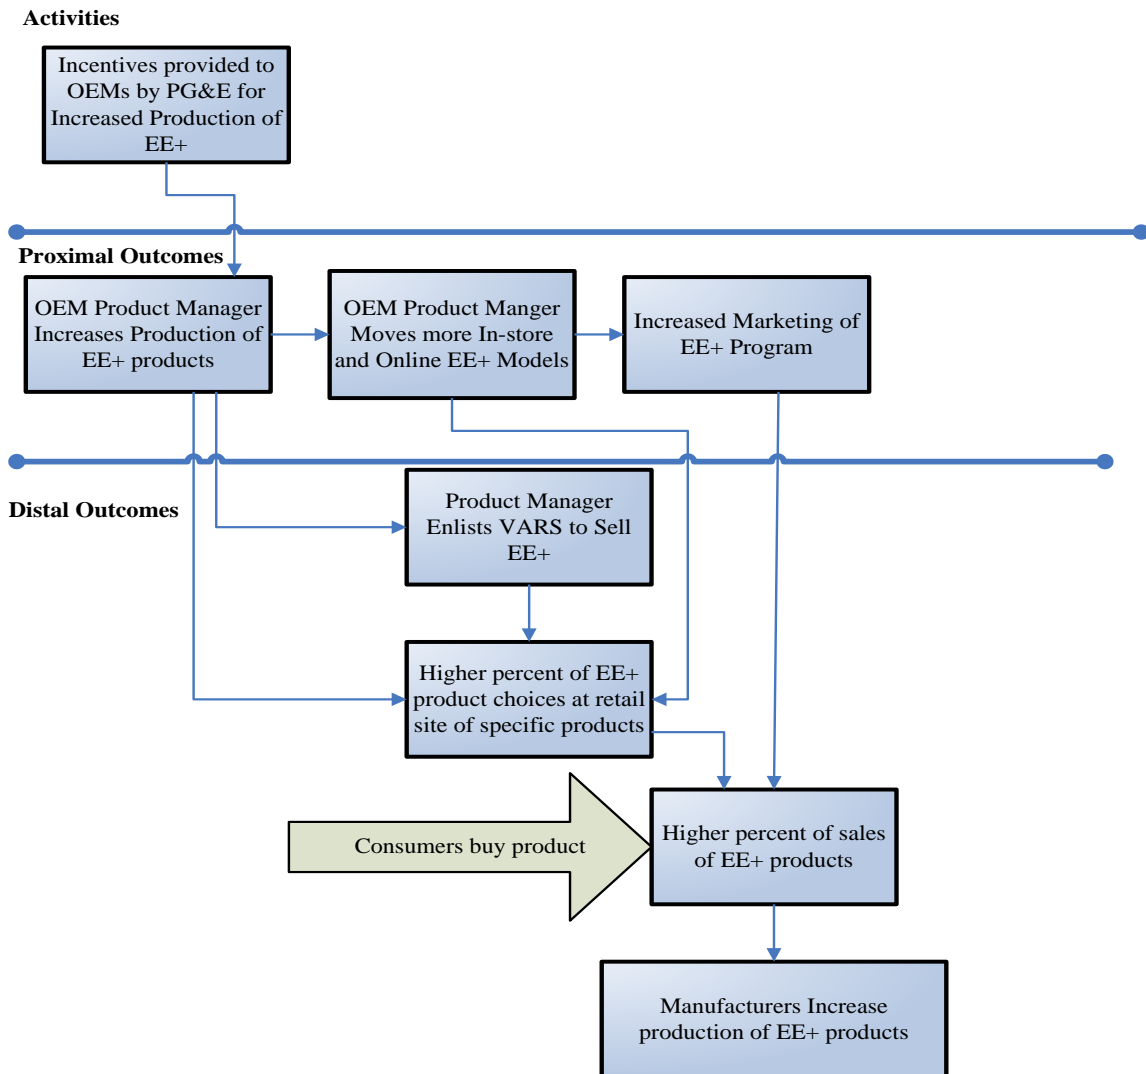 Activities
Incentives provided to
OEMs by PG&E for
Increased Production of
EE+
Proximal Outcomes
OEM Product Manager
Increases Production of
EE+ products
OEM Product Manger
Moves more In-store
and Online EE+ Models
Increased Marketing of
EE+ Program
Distal Outcomes
Product Manager
Enlists VARS to Sell
EE+
Higher percent of EE+
product choices at retail
site of specific products
Consumers buy product
Higher percent of sales
of EE+ products
Manufacturers Increase
production of EE+ products